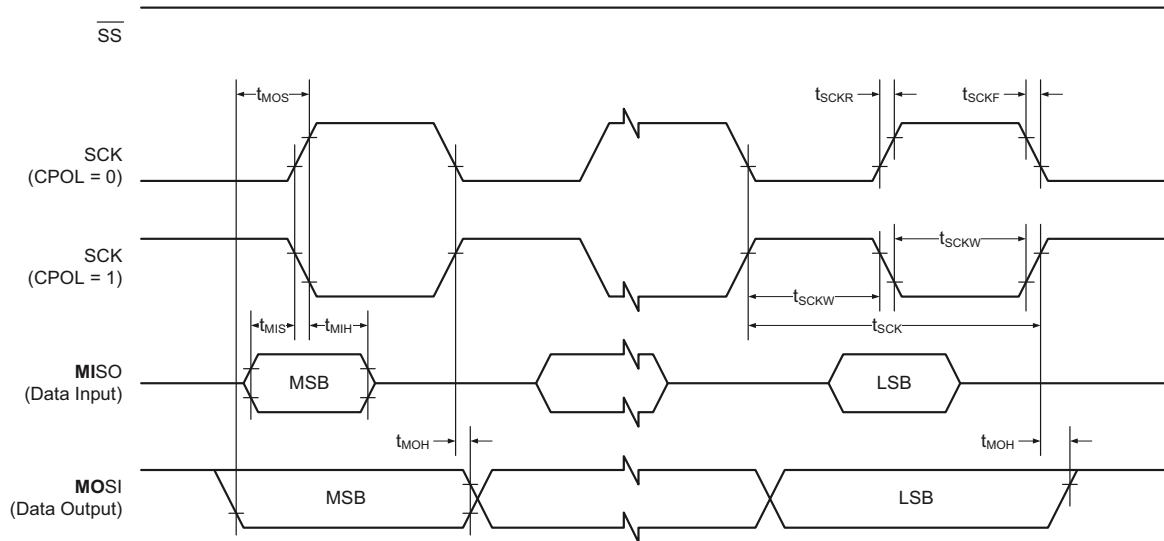 SS
tMOS
tSCKR
tSCKF
SCK
(CPOL = 0)
SCK
(CPOL = 1)
tSCKW
tSCKW
tSCK
tMIS
tMIH
MISO
(Data Input)
MSB
LSB
tMOH
tMOH
MOSI
(Data Output)
MSB
LSB